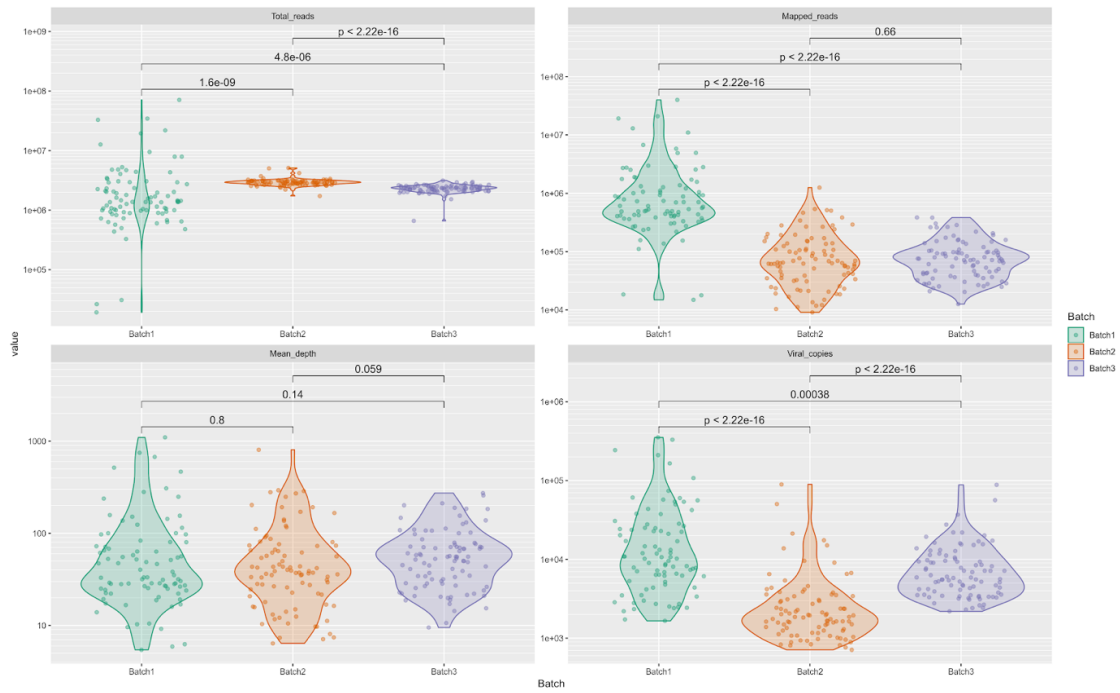 Total_reads
p < 2.22e-16
4.8e-06
1.6e-09
1e+09
1e+08
1e+07
1e+06
1e+05
Batch1 Batch2 Batch3
Mapped_reads
0.66
p < 2.22e-16
p < 2.22e-16
1e+08
1e+07
1e+06
1e+05
1e+04
Batch1 Batch2 Batch3
value
Mean_depth
0.059
0.14
0.8
1000
100
10
Batch1 Batch2 Batch3
Viral_copies
p < 2.22e-16
0.00038
p < 2.22e-16
1e+06
1e+05
1e+04
1e+03
Batch1 Batch2 Batch3
Batch
Batch
Batch1
Batch2
Batch3